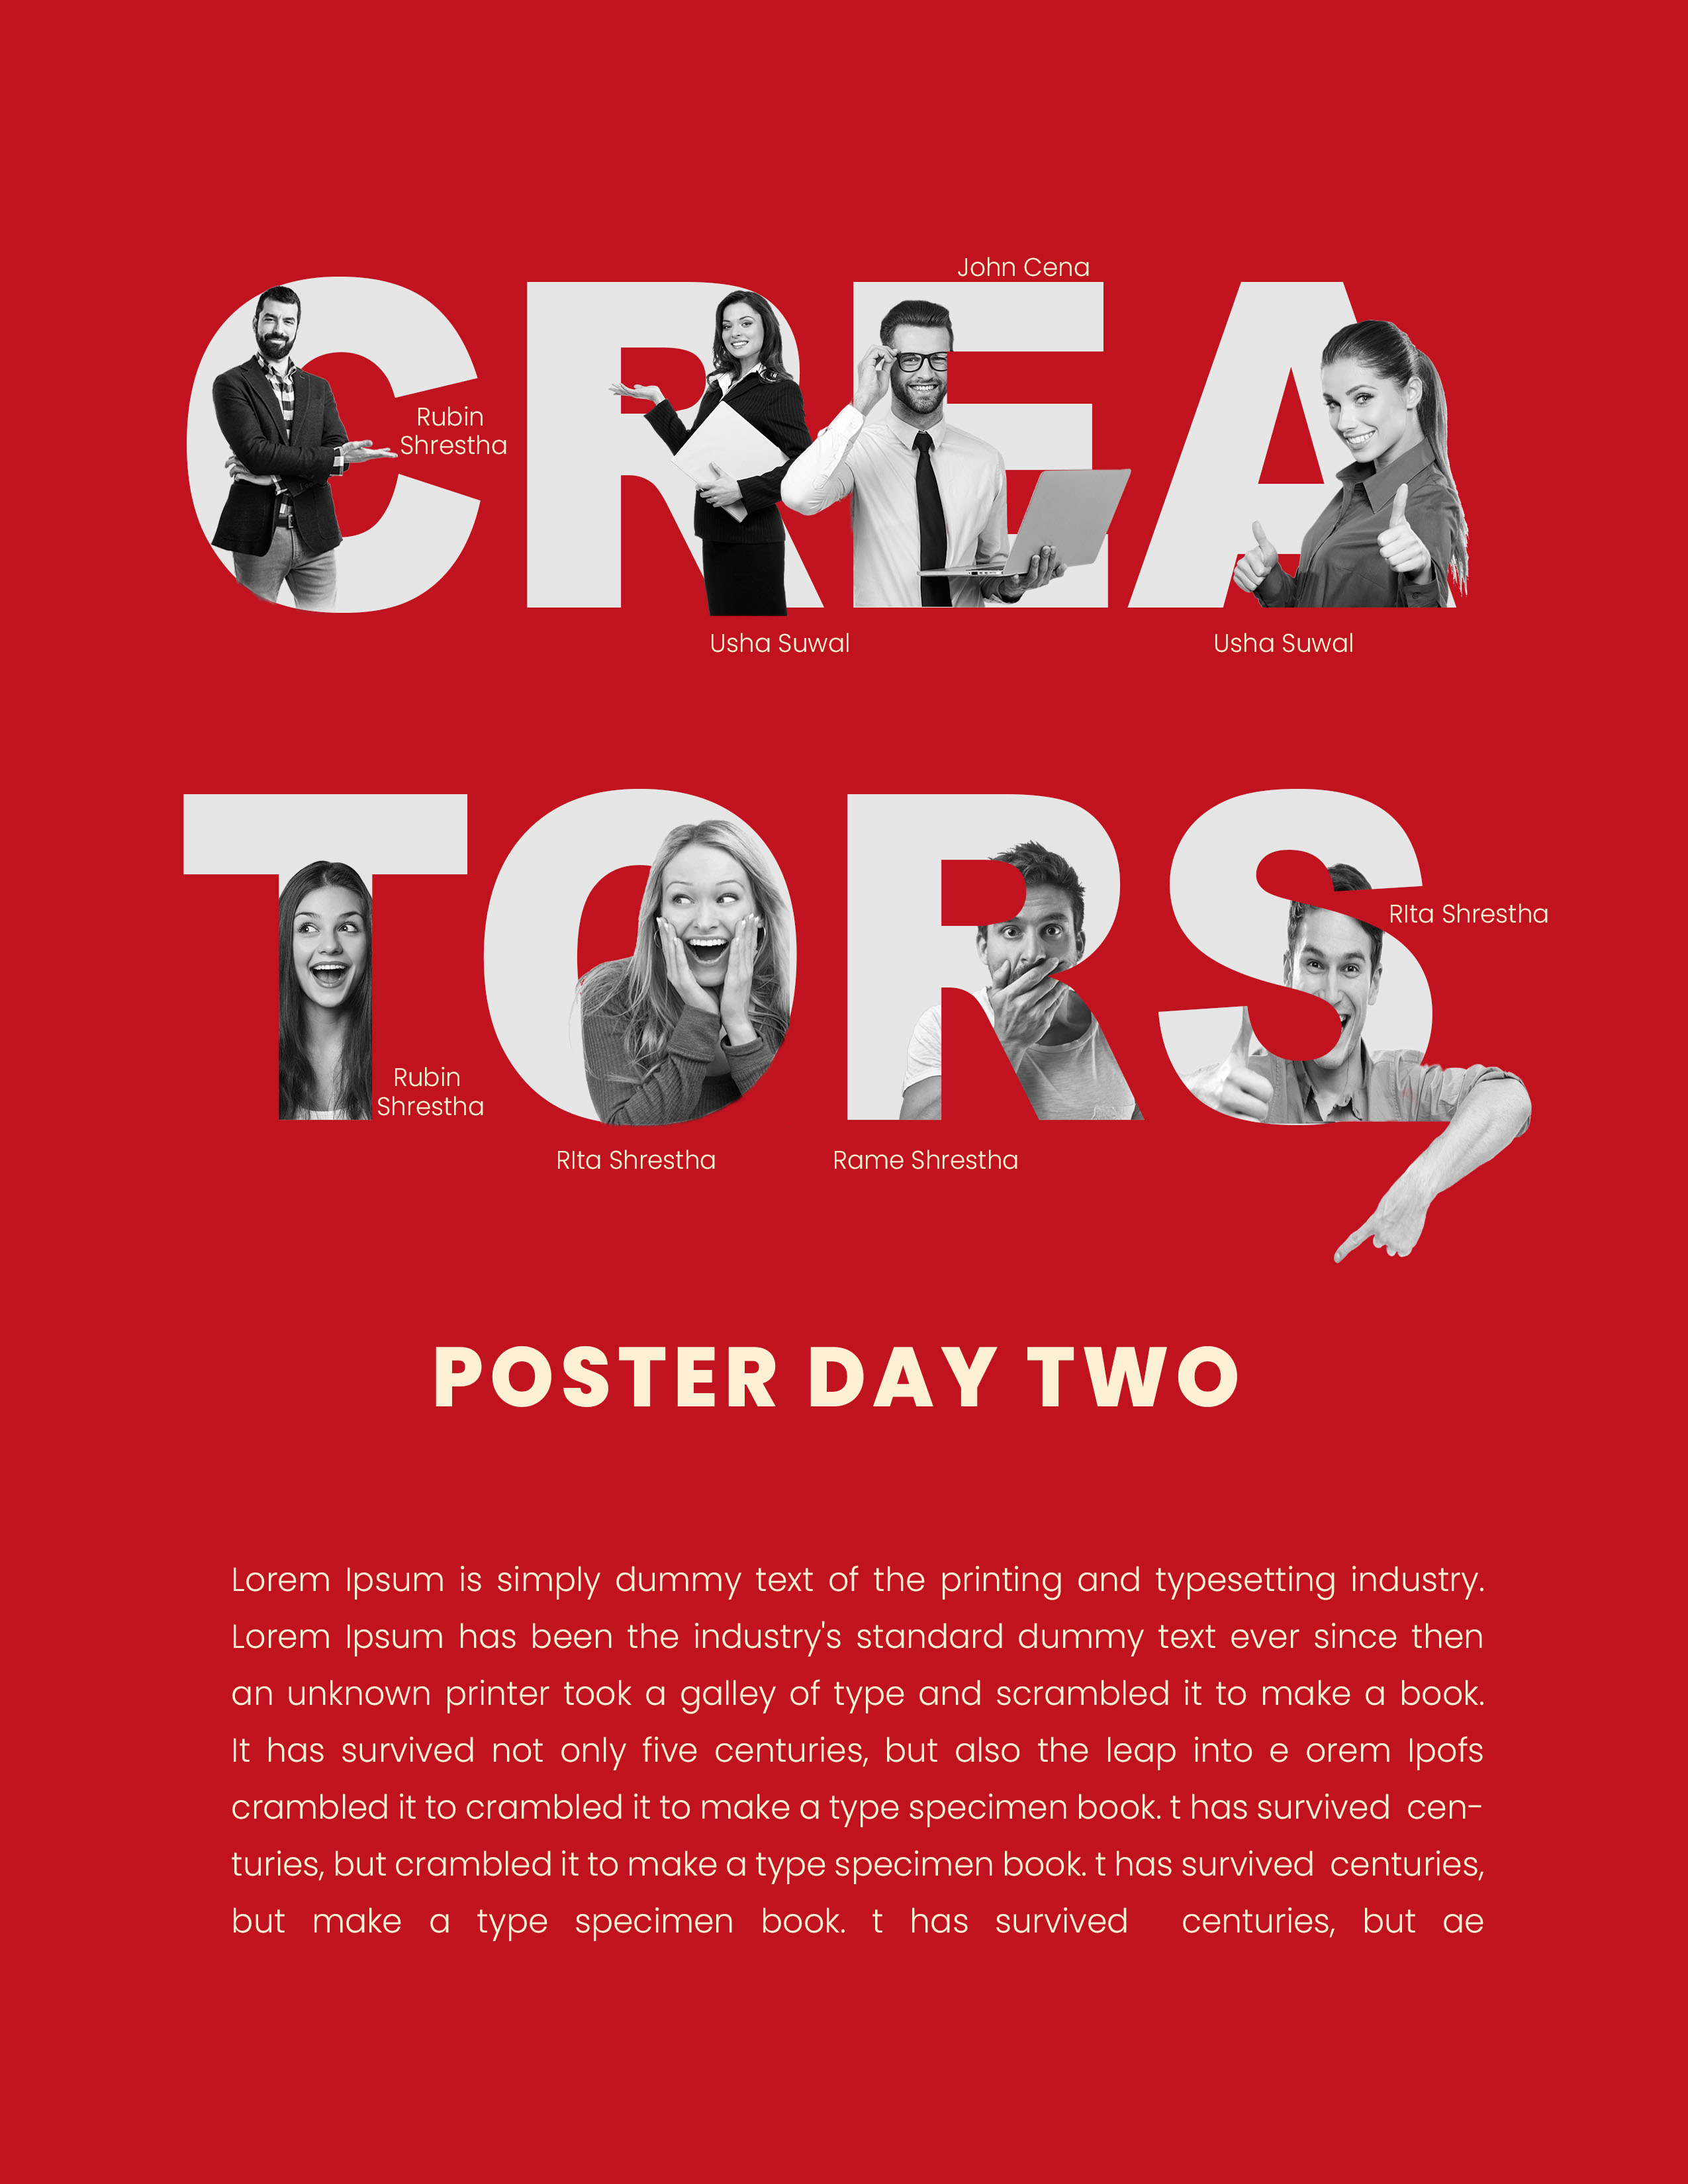 John Cena
CREA
Rubin
Shrestha
Usha Suwal
Usha Suwal
TORS
RIta Shrestha
Rubin
Shrestha
RIta Shrestha
Rame Shrestha
POSTER DAY TWO
Lorem Ipsum is simply dummy text of the printing and typesetting industry.
Lorem Ipsum has been the industry's standard dummy text ever since then
an unknown printer took a galley of type and scrambled it to make a book.
It has survived not only five centuries, but also the leap into e orem Ipofs
crambled it to crambled it to make a type specimen book. t has survived cen-
turies, but crambled it to make a type specimen book. t has survived centuries,
but make a type specimen book. t has survived centuries, but ae